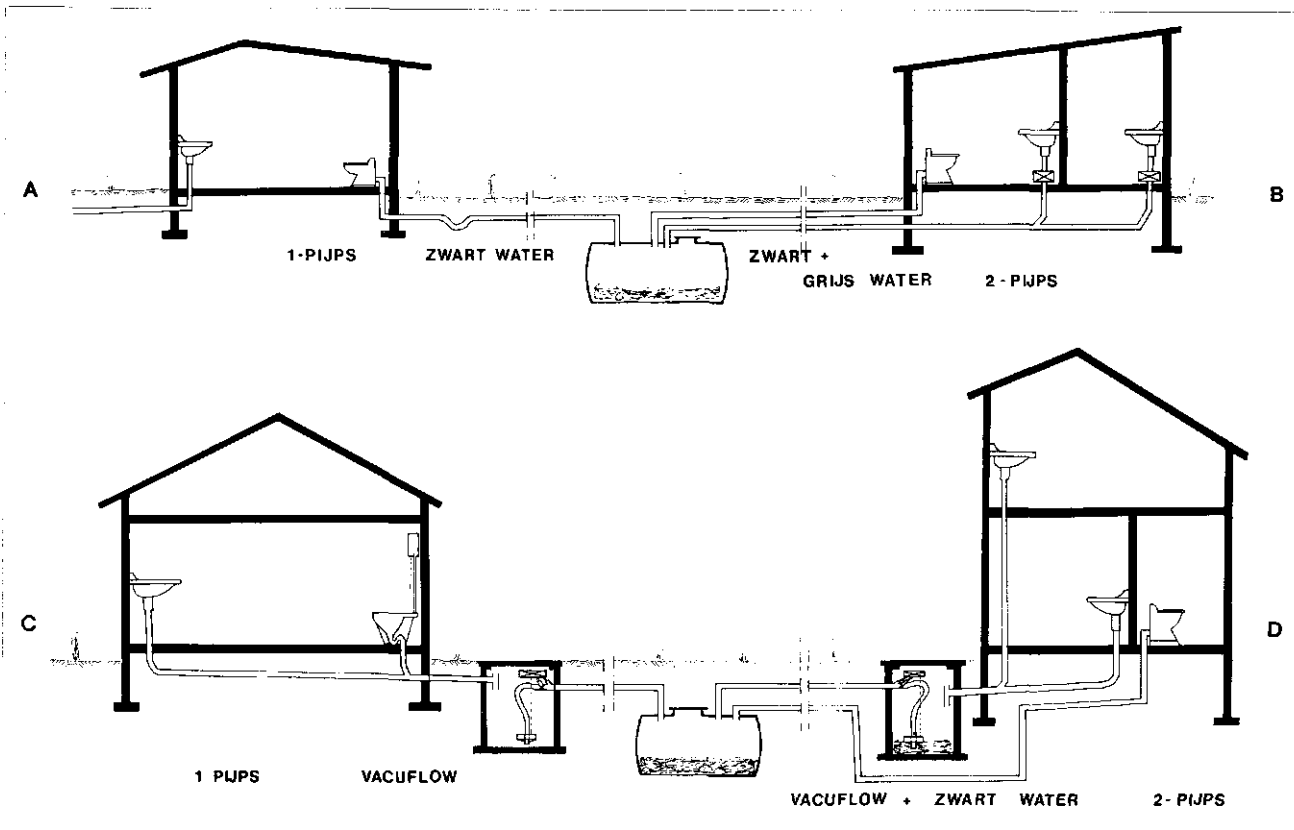 A
B
1-PIJPS ZWART WATER ZWART +
GRIJS WATER 2-PIJPS
C
D
1 PIJPS VACUFLOW
VACUFLOW + ZWART WATER 2-PIJPS